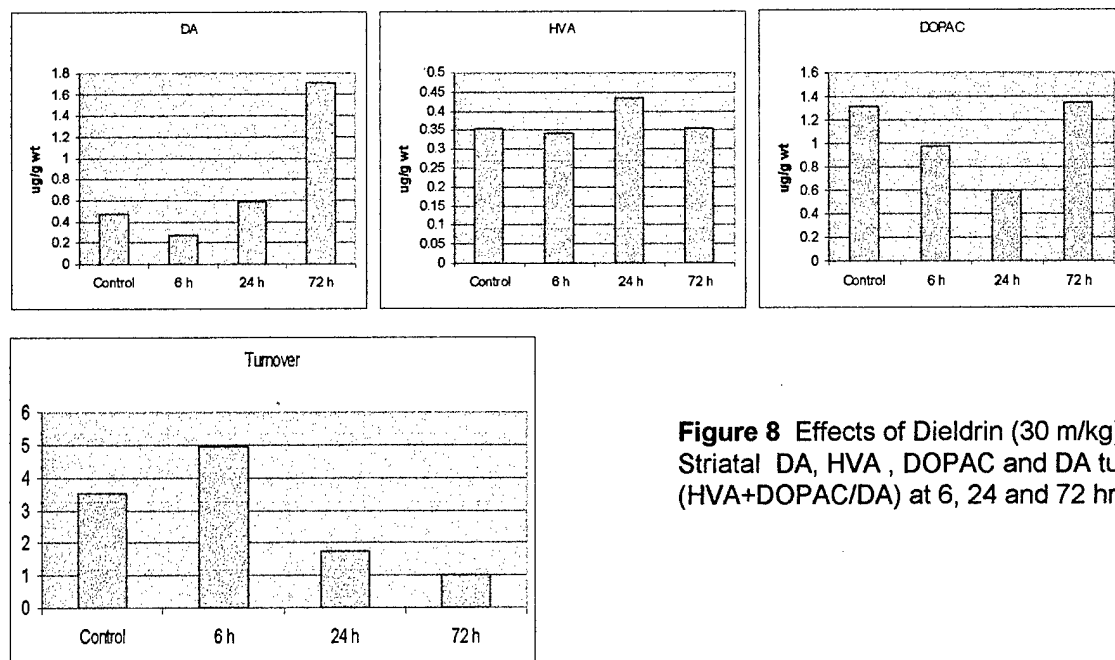 DA
ug/g wt
1.8
1.6
1.4
1.2
1
0.8
0.6
0.4
0.2
0
Control 6 h 24 h 72 h
HVA
ug/g wt
0.5
0.45
0.4
0.35
0.3
0.25
0.2
0.15
0.1
0.05
0
Control 6 h 24 h 72 h
DOPAC
ug/g wt
1.6
1.4
1.2
1
0.8
0.6
0.4
0.2
0
Control 6 h 24 h 72 h
Turnover
6
5
4
3
2
1
0
Control 6 h 24 h 72 h
Figure 8 Effects of Dieldrin (30 m/kg)
Striatal DA, HVA , DOPAC and DA tu
(HVA+DOPAC/DA) at 6, 24 and 72 hr